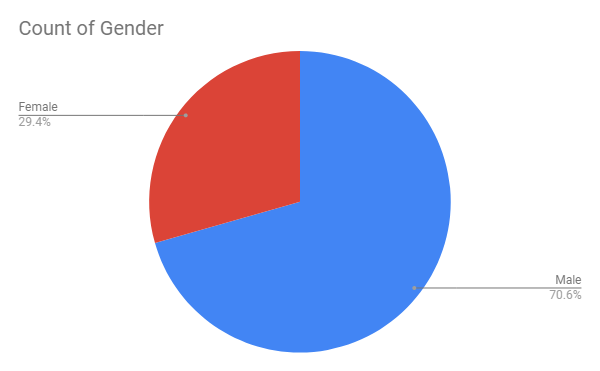 Count of Gender
Female
29.4%
Male
70.6%